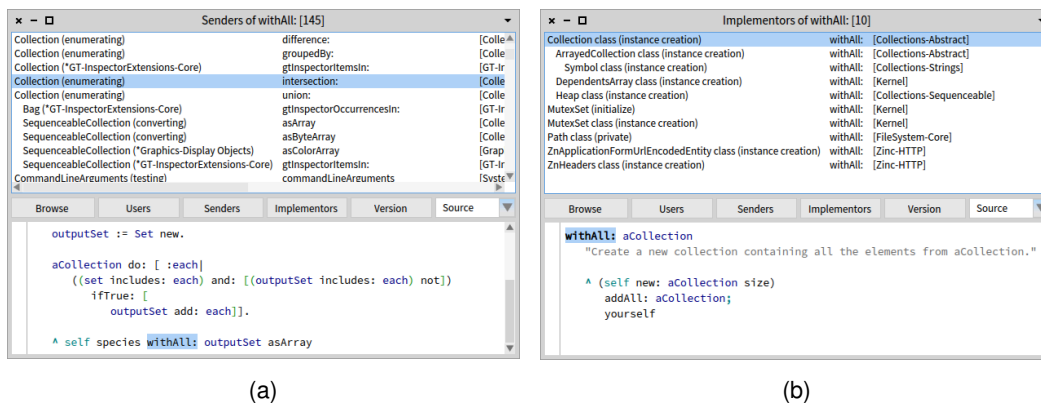 Senders of withAll: [145]
Collection (enumerating) difference: [Colle
Collection (enumerating) groupedBy: [Colle
Collection (*GT-InspectorExtensions-Core) gtInspectorItemsIn: [GT-Ir
Collection (enumerating) intersection: [Colle
Collection (enumerating) union: [Colle
Bag (*GT-InspectorExtensions-Core) gtInspectorOccurrencesIn: [GT-Ir
SequenceableCollection (converting) asArray [Colle
SequenceableCollection (converting) asByteArray [Colle
SequenceableCollection (*Graphics-Display Objects) asColorArray [Grap
SequenceableCollection (*GT-InspectorExtensions-Core) gtInspectorItemsIn: [GT-Ir
CommandLineArguments (testing) commandLineArguments [Syste
Browse Users Senders Implementors Version Source
outputSet := Set new.
aCollection do: [ :each|
((set includes: each) and: [(outputSet includes: each) not])
ifTrue: [
outputSet add: each]].
^ self species withAll: outputSet asArray
(a)
Implementors of withAll: [10]
Collection class (instance creation) withAll: [Collections-Abstract]
ArrayedCollection class (instance creation) withAll: [Collections-Abstract]
Symbol class (instance creation) withAll: [Collections-Strings]
DependentsArray class (instance creation) withAll: [Kernel]
Heap class (instance creation) withAll: [Collections-Sequenceable]
MutexSet (initialize) withAll: [Kernel]
MutexSet class (instance creation) withAll: [Kernel]
Path class (private) withAll: [FileSystem-Core]
ZnApplicationFormUrlEncodedEntity class (instance creation) withAll: [Zinc-HTTP]
ZnHeaders class (instance creation) withAll: [Zinc-HTTP]
Browse Users Senders Implementors Version Source
withAll: aCollection
"Create a new collection containing all the elements from aCollection."
^ (self new: aCollection size)
addAll: aCollection;
yourself
(b)